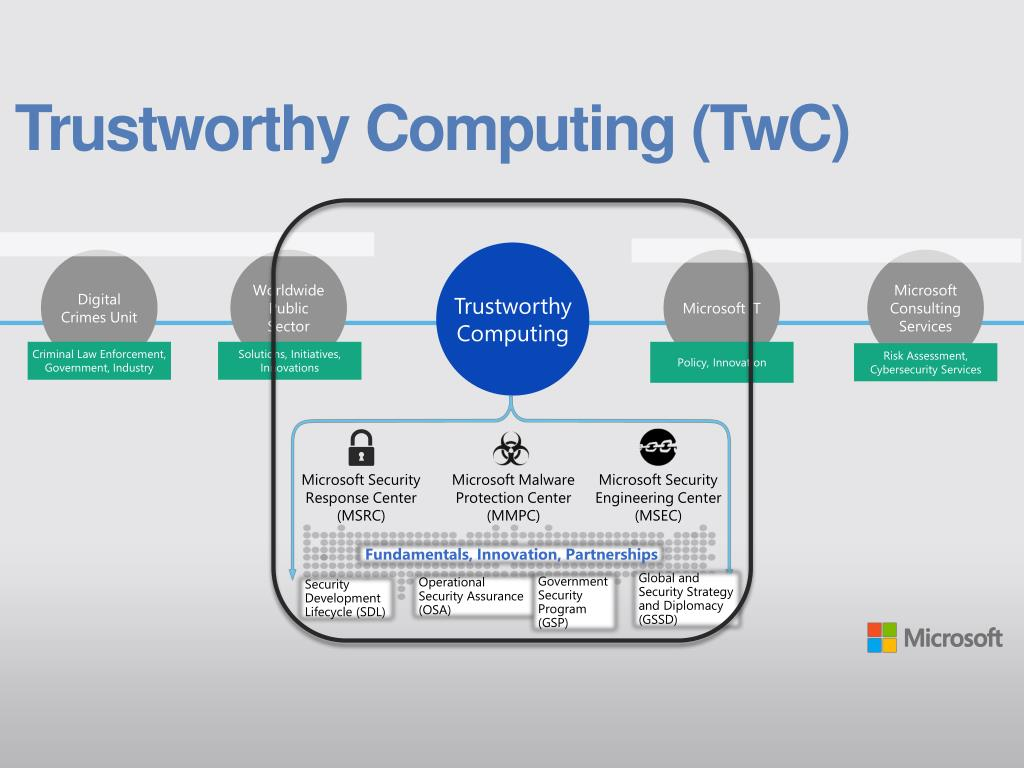 Trustworthy Computing (TwC)
Digital
Crimes Unit
Criminal Law Enforcement,
Government, Industry
Worldwide
Public
Sector
Solutions, Initiatives,
Innovations
Trustworthy
Computing
Microsoft IT
Policy, Innovation
Microsoft
Consulting
Services
Risk Assessment,
Cybersecurity Services
Microsoft Security
Response Center
(MSRC)
Microsoft Malware
Protection Center
(MMPC)
Microsoft Security
Engineering Center
(MSEC)
Fundamentals, Innovation, Partnerships
Security
Development
Lifecycle (SDL)
Operational
Security Assurance
(OSA)
Government
Security
Program
(GSP)
Global and
Security Strategy
and Diplomacy
(GSSD)
Microsoft